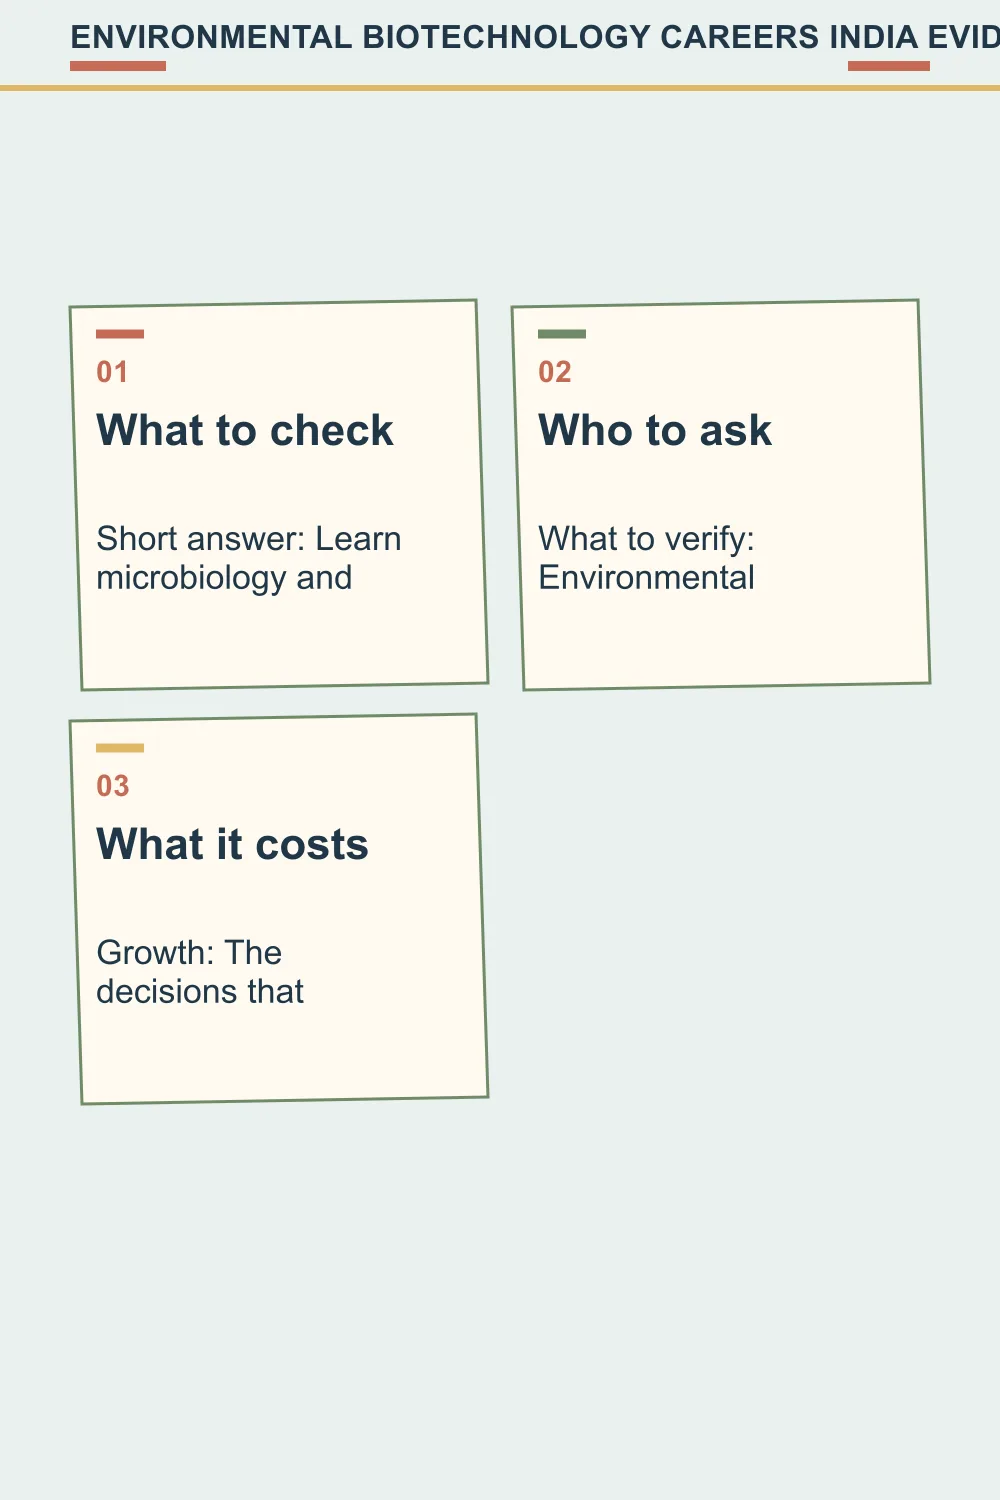 ENVIRONMENTAL BIOTECHNOLOGY CAREERS INDIA EVID
01
What to check
Short answer: Learn
microbiology and
02
Who to ask
What to verify:
Environmental
03
What it costs
Growth: The
decisions that